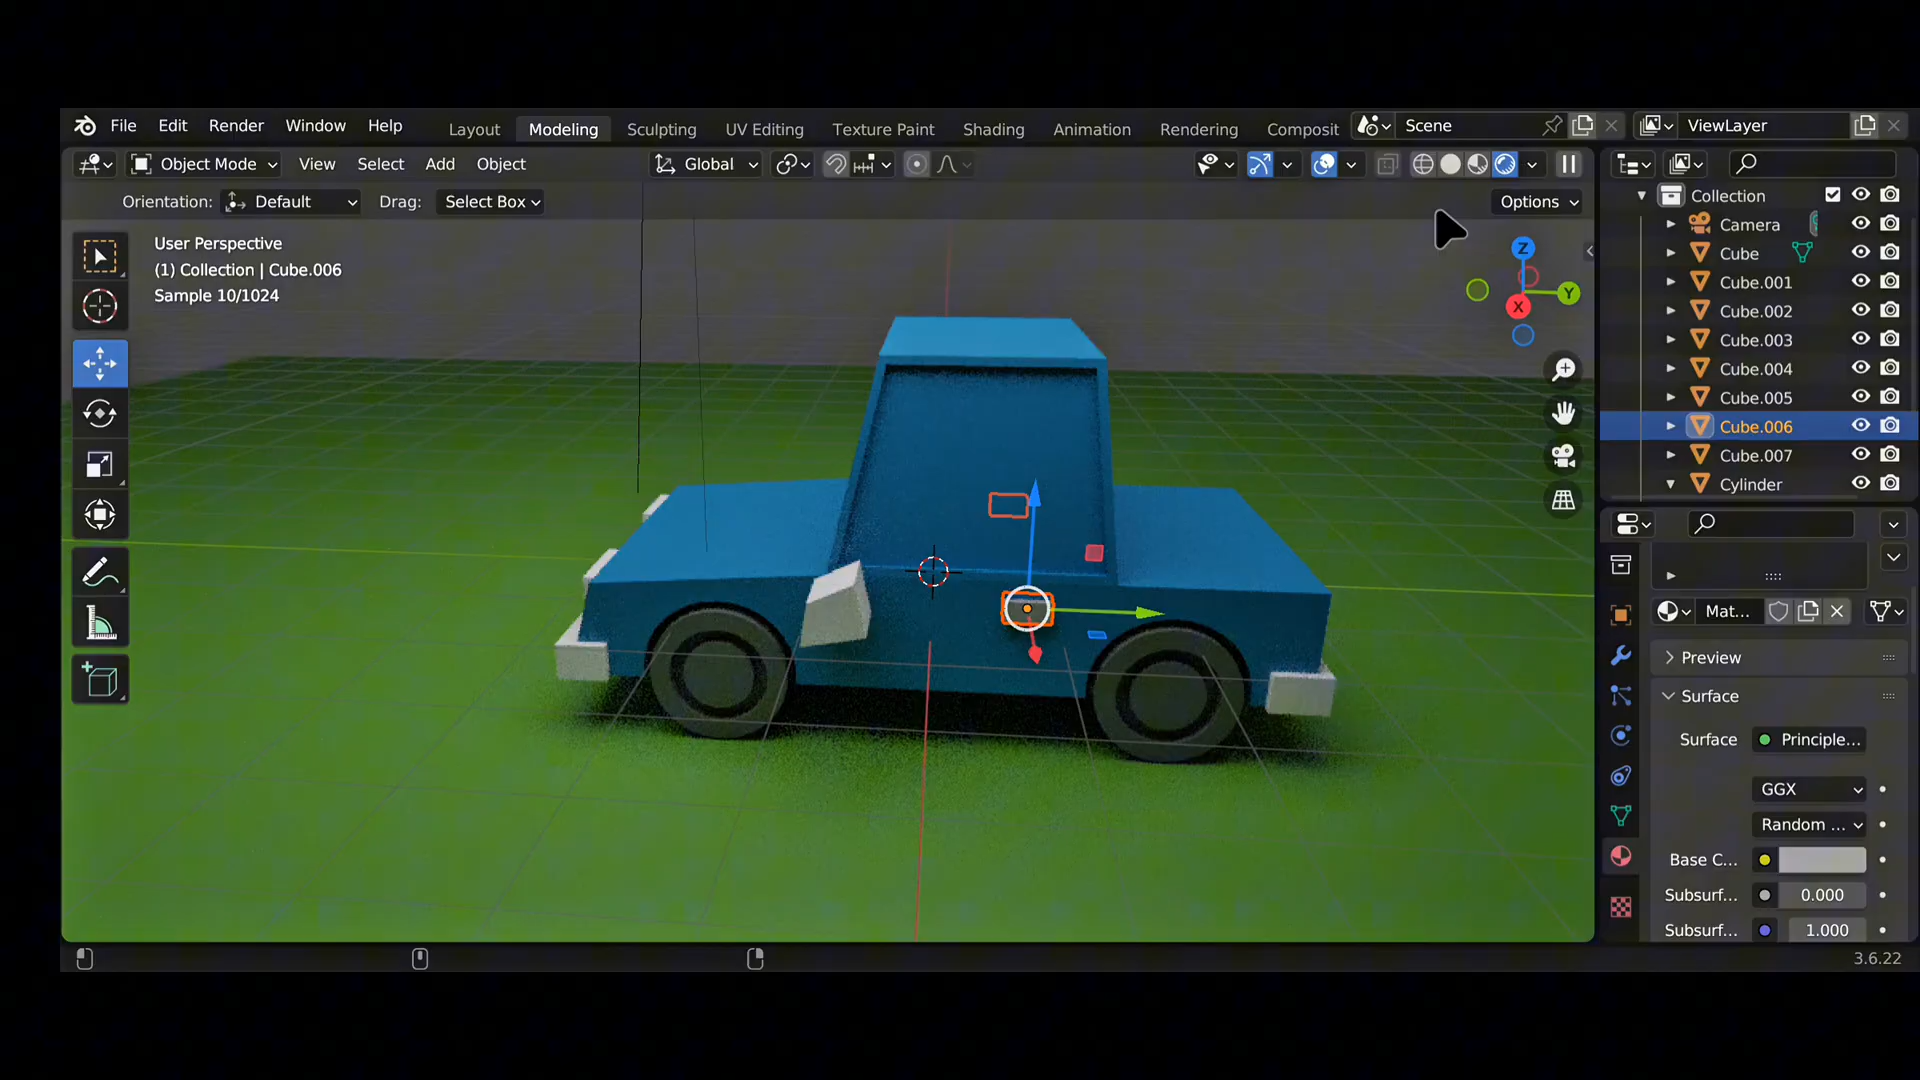 File Edit Render Window Help Layout Modeling Sculpting UV Editing Texture Paint Shading Animation Rendering Composit Scene ViewLayer
Object Mode View Select Add Object Global
Orientation: Default Drag: Select Box Options
User Perspective
(1) Collection | Cube.006
Sample 10/1024
Z
Y
X
Collection
Camera
Cube
Cube.001
Cube.002
Cube.003
Cube.004
Cube.005
Cube.006
Cube.007
Cylinder
Mat...
Preview
Surface
Surface Principle...
GGX
Random ...
Base C...
Subsurf... 0.000
Subsurf... 1.000
3.6.22